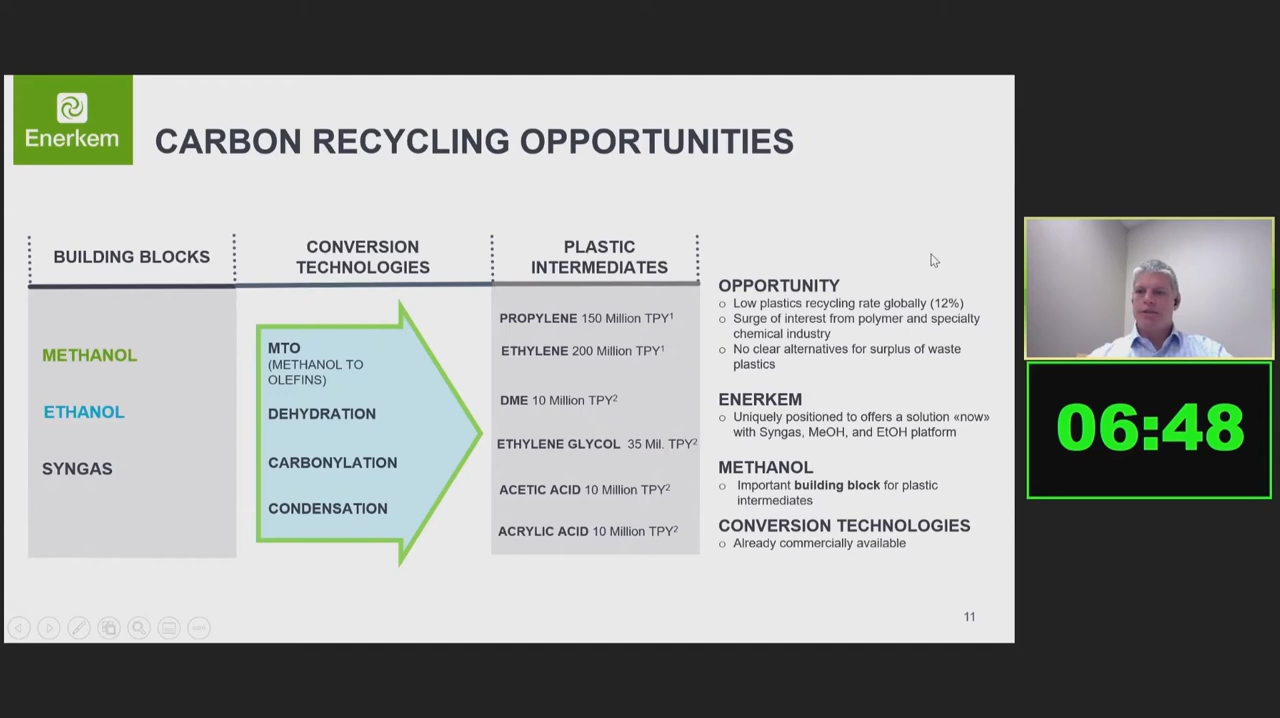 Enerkem
CARBON RECYCLING OPPORTUNITIES
BUILDING BLOCKS
METHANOL
ETHANOL
SYNGAS
CONVERSION
TECHNOLOGIES
MTO
(METHANOL TO
OLEFINS)
DEHYDRATION
CARBONYLATION
CONDENSATION
PLASTIC
INTERMEDIATES
PROPYLENE 150 Million TPY¹
ETHYLENE 200 Million TPY¹
DME 10 Million TPY²
ETHYLENE GLYCOL 35 Mil. TPY²
ACETIC ACID 10 Million TPY²
ACRYLIC ACID 10 Million TPY²
OPPORTUNITY
○ Low plastics recycling rate globally (12%)
○ Surge of interest from polymer and specialty
chemical industry
○ No clear alternatives for surplus of waste
plastics
ENERKEM
○ Uniquely positioned to offers a solution «now»
with Syngas, MeOH, and EtOH platform
METHANOL
○ Important building block for plastic
intermediates
CONVERSION TECHNOLOGIES
○ Already commercially available
11
06:48